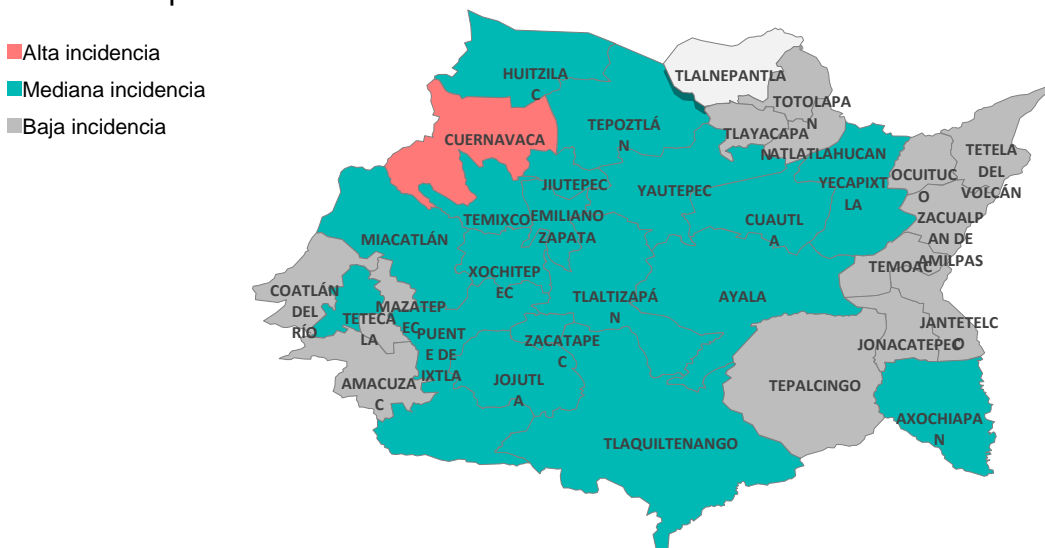 Alta incidencia
Mediana incidencia
Baja incidencia
HUITZILA
C
TLALNEPANTLA
TOTOLAPA
N
CUERNAVACA
TEPOZTLÁ
N
TLAYACAPA
N
ATLATLAHUCAN
JIUTEPEC
YAUTEPEC
YECAPIXT
LA
OCUITUC
O
TETELA
DEL
VOLCÁN
TEMIXCO
EMILIANO
ZAPATA
CUAUTL
A
ZACUALP
AN DE
AMILPAS
MIACATLÁN
XOCHITEP
EC
TEMOAC
COATLÁN
DEL
RÍO
TETECA
LA
MAZATEP
EC
TLALTIZAPÁ
N
AYALA
PUENT
E DE
IXTLA
ZACATAPE
C
JANTETELC
O
JONACATEPEC
AMACUZA
C
JOJUTL
A
TEPALCINGO
AXOCHIAPA
N
TLAQUILTENANGO